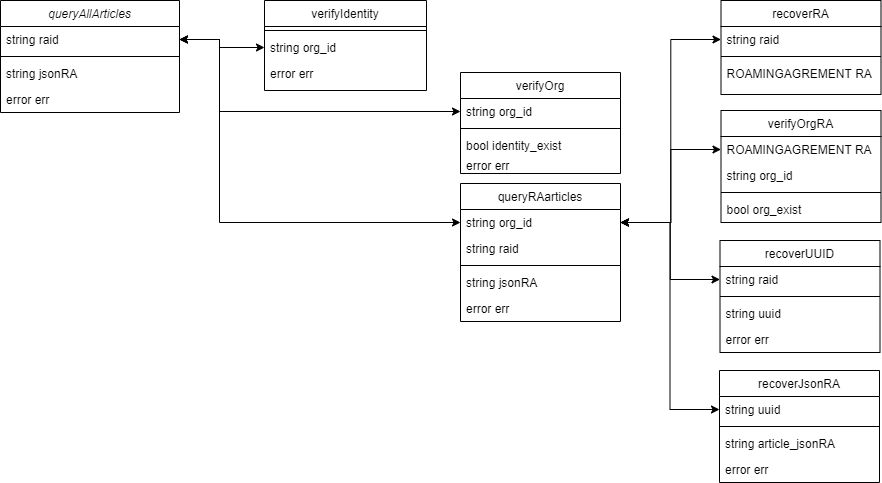 queryAllArticles
string raid
string jsonRA
error err
verifyIdentity
string org_id
error err
verifyOrg
string org_id
bool identity_exist
error err
queryRAarticles
string org_id
string raid
string jsonRA
error err
recoverRA
string raid
ROAMINGAGREMENT RA
verifyOrgRA
ROAMINGAGREMENT RA
string org_id
bool org_exist
recoverUUID
string raid
string uuid
error err
recoverJsonRA
string uuid
string article_jsonRA
error err